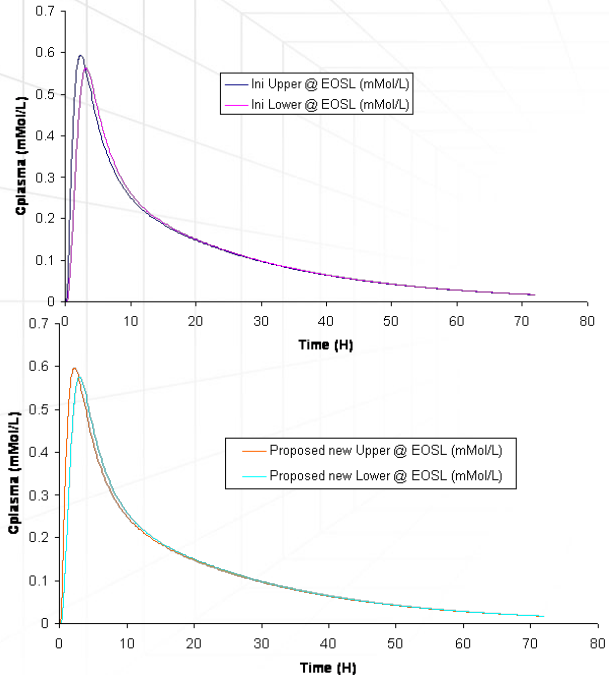 0.7
0.6
0.5
0.4
0.3
0.2
0.1
0
Cplasma (mMol/L)
Ini Upper @ EOSL (mMol/L)
Ini Lower @ EOSL (mMol/L)
0 10 20 30 40 50 60 70 80
Time (H)
0.7
0.6
0.5
0.4
0.3
0.2
0.1
0
Cplasma (mMol/L)
Proposed new Upper @ EOSL (mMol/L)
Proposed new Lower @ EOSL (mMol/L)
0 10 20 30 40 50 60 70 80
Time (H)